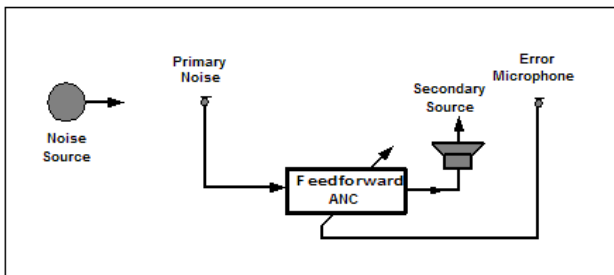 Primary
Noise
Error
Microphone
Secondary
Source
Noise
Source
Feedforward
ANC